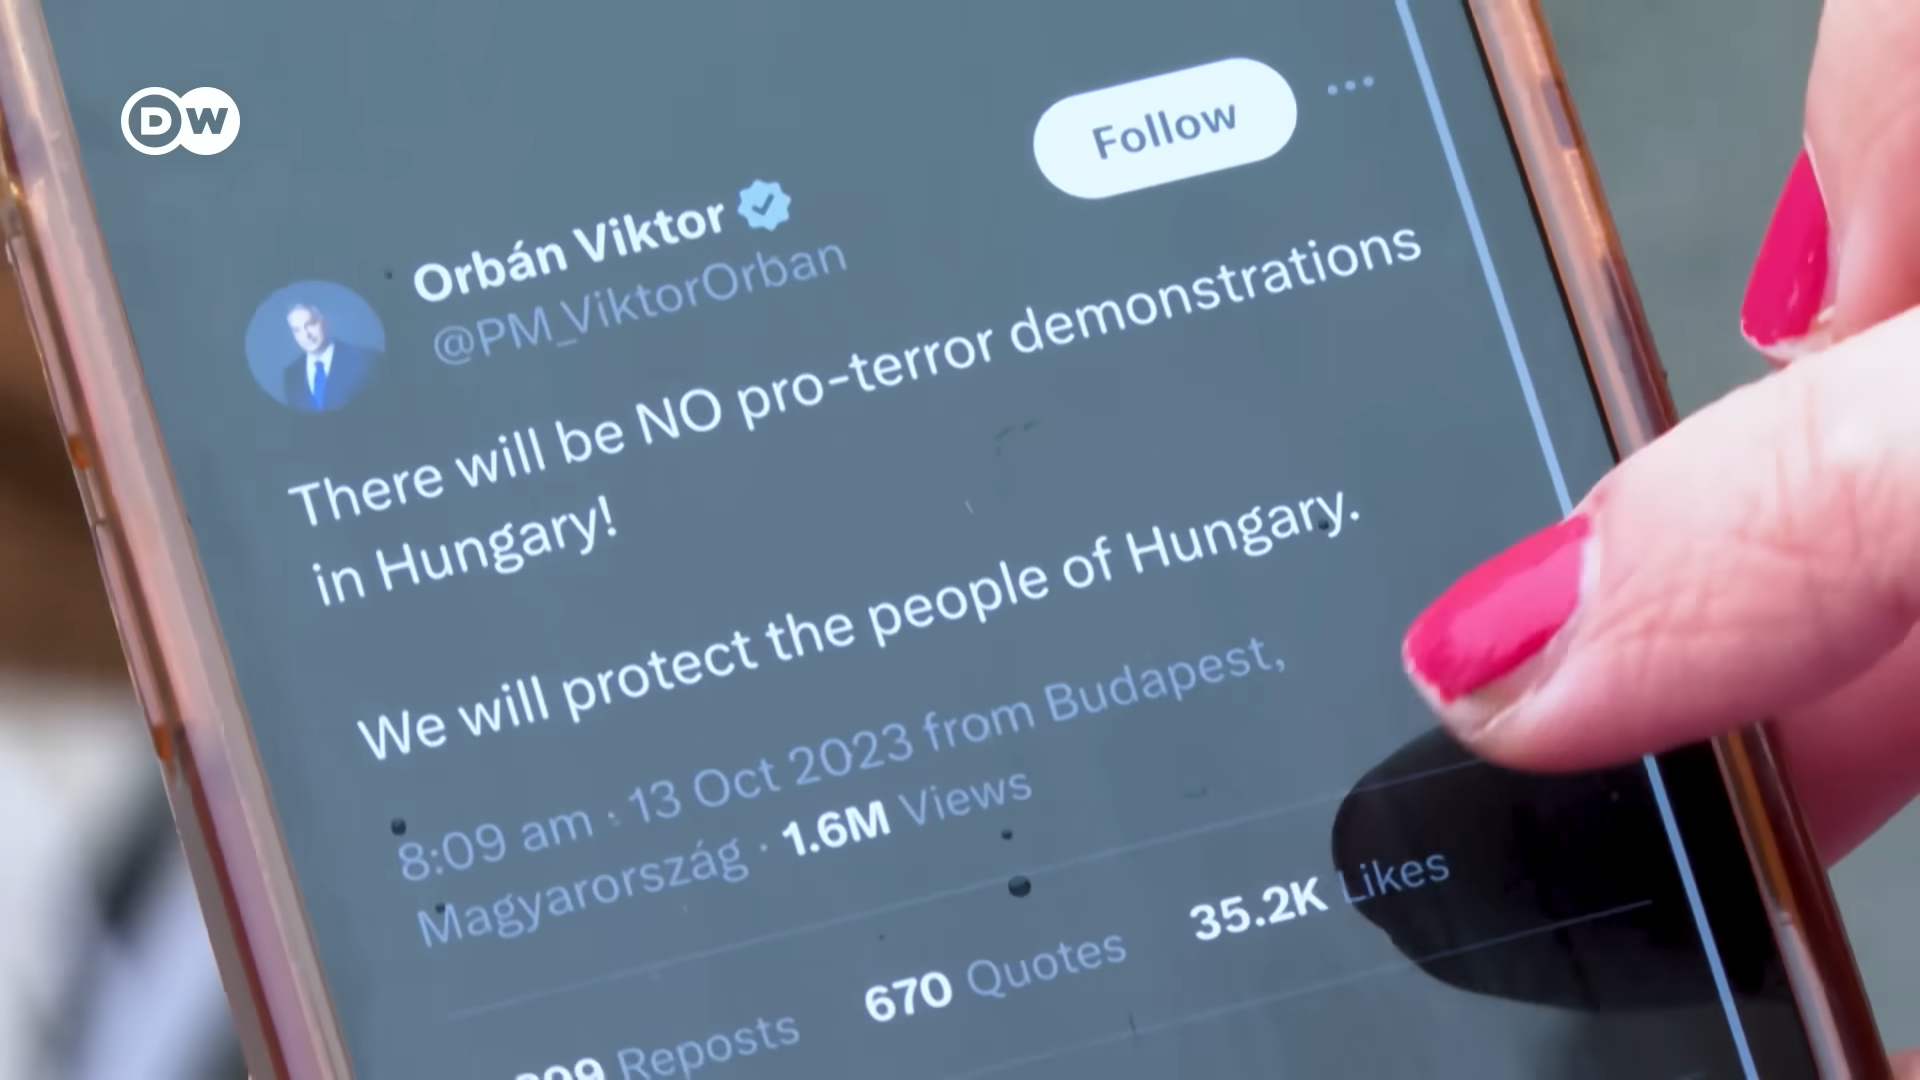 DW
Follow
Orbán Viktor
@PM_ViktorOrban
There will be NO pro-terror demonstrations
in Hungary!
We will protect the people of Hungary.
8:09 am · 13 Oct 2023 from Budapest,
Magyarország · 1.6M Views
Reposts 670 Quotes 35.2K Likes